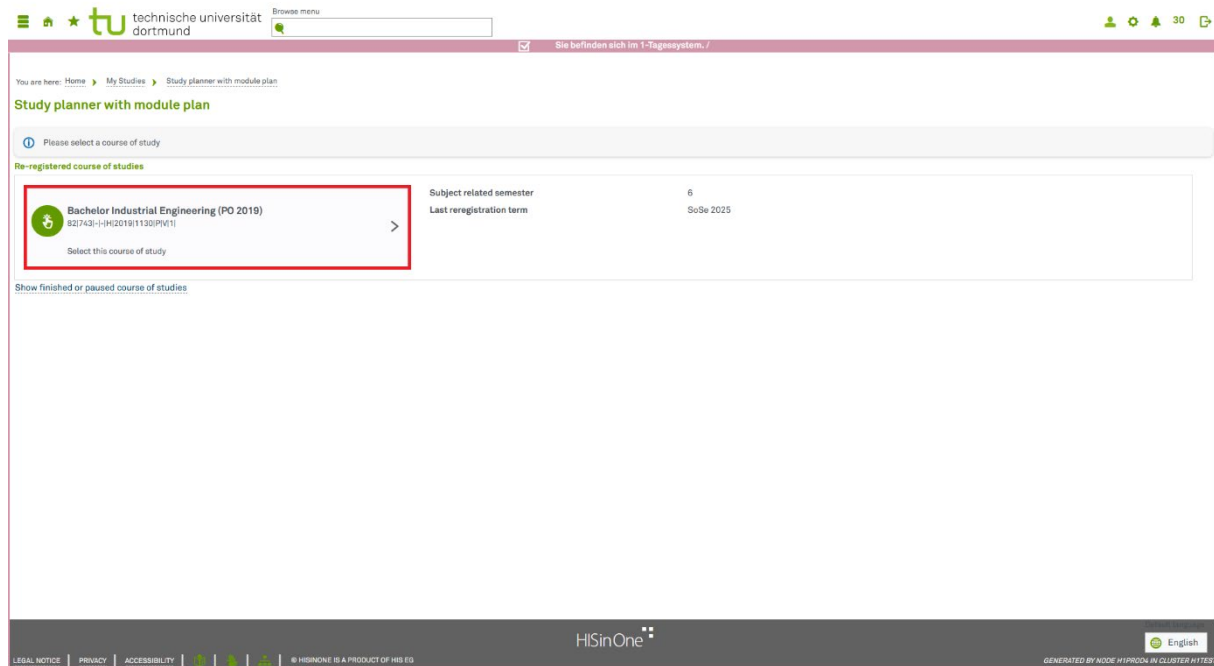 Browse menu
technische universität
dortmund
30
Sie befinden sich im 1-Tagessystem. /
You are here: Home > My Studies > Study planner with module plan
Study planner with module plan
Please select a course of study
Re-registered course of studies
Bachelor Industrial Engineering (PO 2019)
82|743|-|-|H|2019|1130|P|V|1|
Select this course of study
Subject related semester 6
Last reregistration term SoSe 2025
Show finished or paused course of studies
HISinOne
English
LEGAL NOTICE | PRIVACY | ACCESSIBILITY | © HISINONE IS A PRODUCT OF HIS EG
GENERATED BY NODE H1PROD4 IN CLUSTER H1TEST